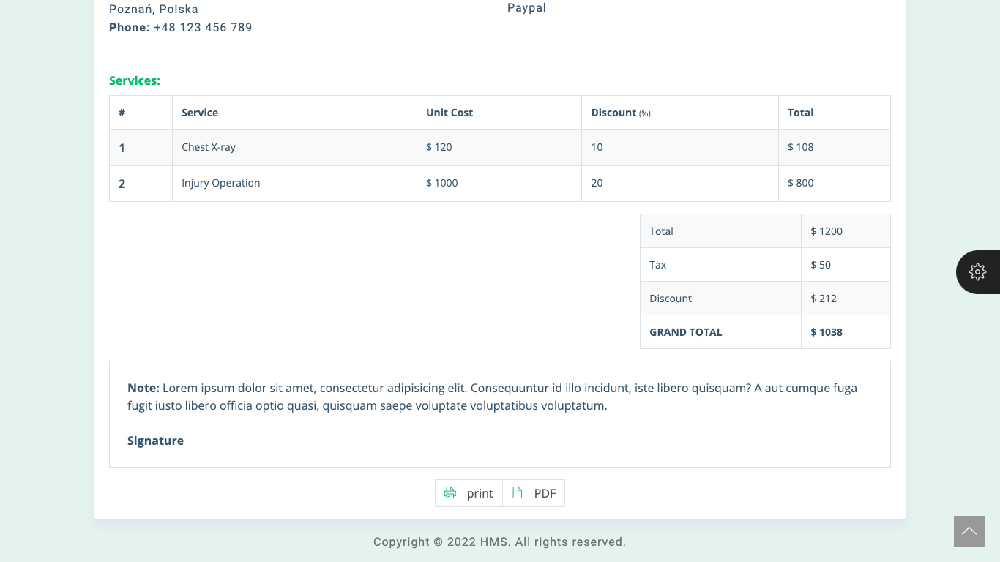 Poznań, Polska
Paypal
Phone: +48 123 456 789
Services:
# Service Unit Cost Discount (%) Total
1 Chest X-ray $ 120 10 $ 108
2 Injury Operation $ 1000 20 $ 800
Total $ 1200
Tax $ 50
Discount $ 212
GRAND TOTAL $ 1038
Note: Lorem ipsum dolor sit amet, consectetur adipisicing elit. Consequuntur id illo incidunt, iste libero quisquam? A aut cumque fuga
fugit iusto libero officia optio quasi, quisquam saepe voluptate voluptatibus voluptatum.
Signature
print PDF
Copyright © 2022 HMS. All rights reserved.